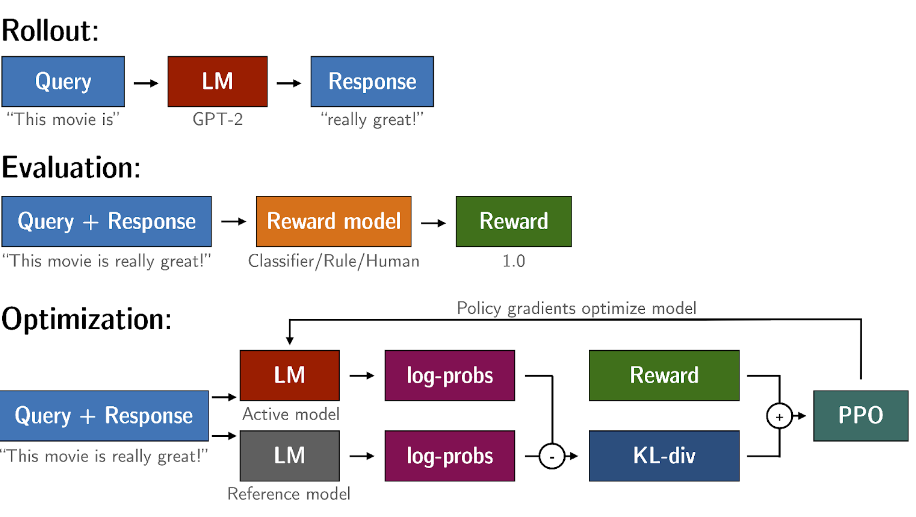 Rollout:
Query
LM
Response
“This movie is”
GPT-2
“really great!”
Evaluation:
Query + Response
Reward model
Reward
“This movie is really great!”
Classifier/Rule/Human
1.0
Optimization:
Policy gradients optimize model
LM
log-probs
Reward
Active model
Query + Response
+
PPO
“This movie is really great!”
LM
log-probs
-
KL-div
Reference model